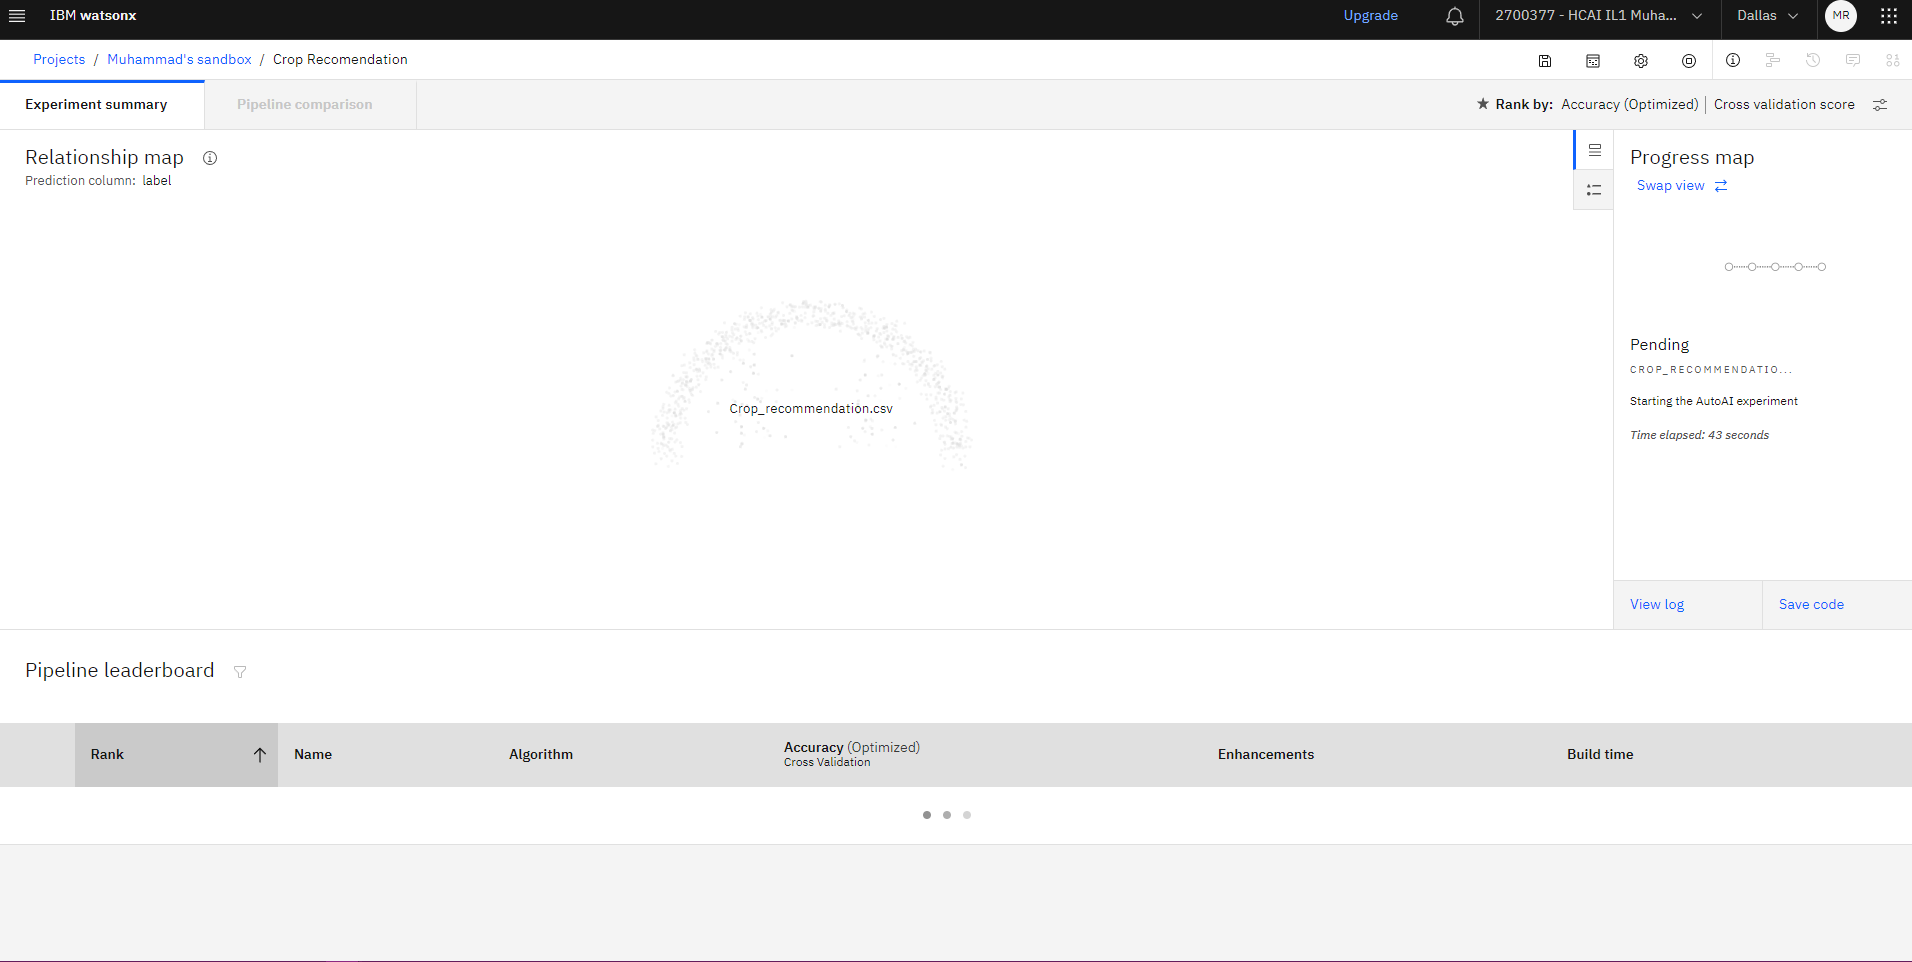 IBM watsonx
Upgrade
2700377 - HCAI IL1 Muha...
Dallas
MR
Projects / Muhammad's sandbox / Crop Recomendation
Experiment summary
Pipeline comparison
★ Rank by: Accuracy (Optimized) | Cross validation score
Relationship map
Prediction column: label
Crop_recommendation.csv
Progress map
Swap view
Pending
CROP_RECOMMENDATIO...
Starting the AutoAI experiment
Time elapsed: 43 seconds
View log
Save code
Pipeline leaderboard
Rank
Name
Algorithm
Accuracy (Optimized)
Cross Validation
Enhancements
Build time